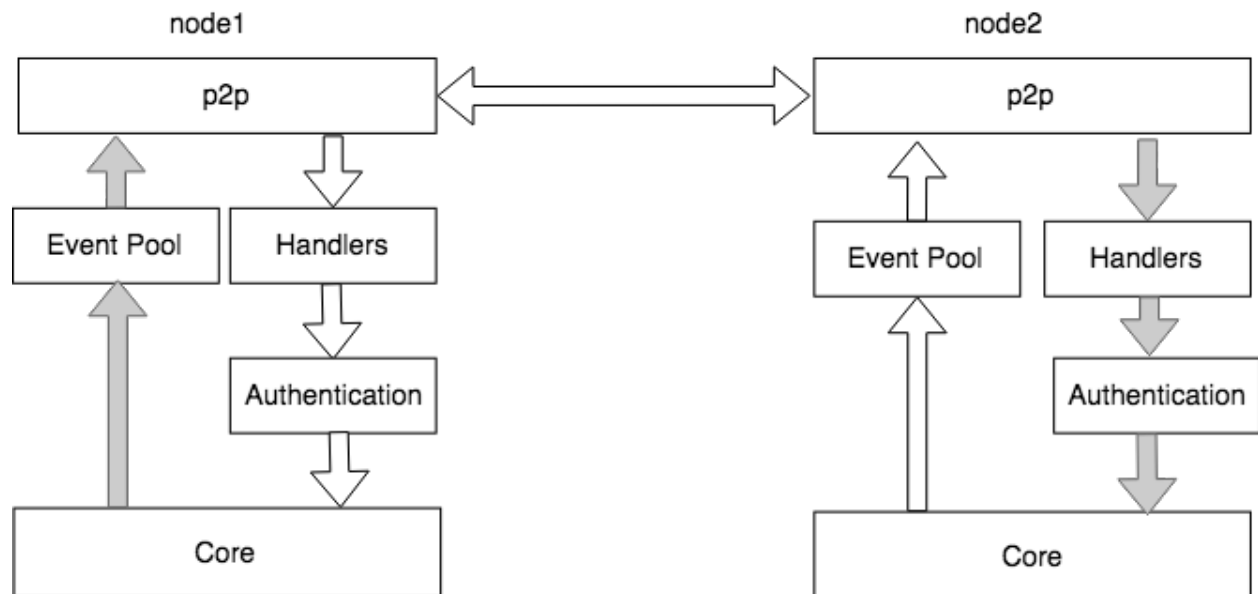 node1
node2
p2p
p2p
Event Pool
Handlers
Event Pool
Handlers
Authentication
Authentication
Core
Core